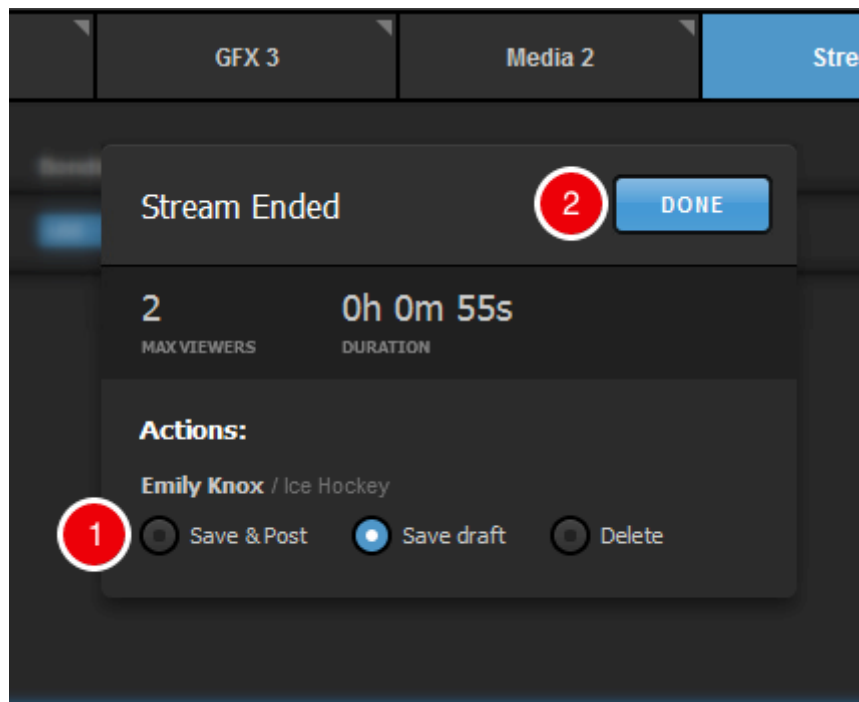 GFX 3 Media 2
Stream Ended 2 DONE
2 0h 0m 55s
MAX VIEWERS DURATION
Actions:
Emily Knox / Ice Hockey
1 Save & Post Save draft Delete